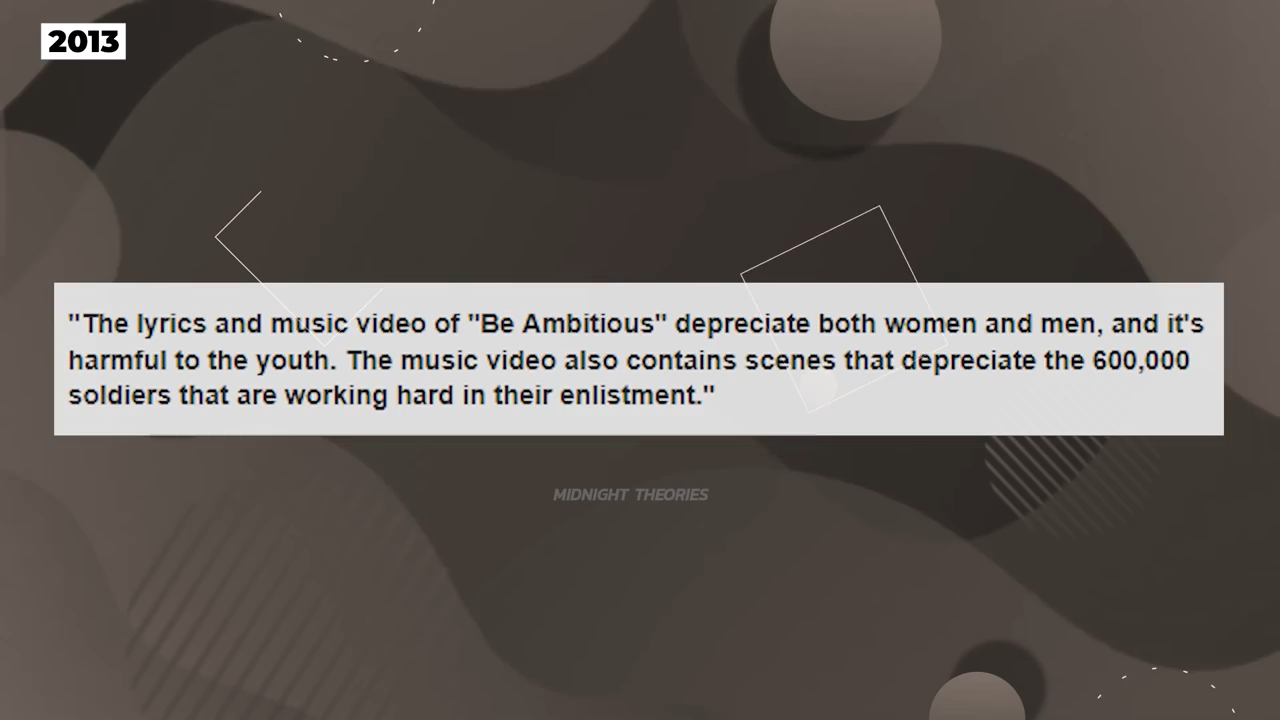 2013
"The lyrics and music video of "Be Ambitious" depreciate both women and men, and it's
harmful to the youth. The music video also contains scenes that depreciate the 600,000
soldiers that are working hard in their enlistment."
MIDNIGHT THEORIES